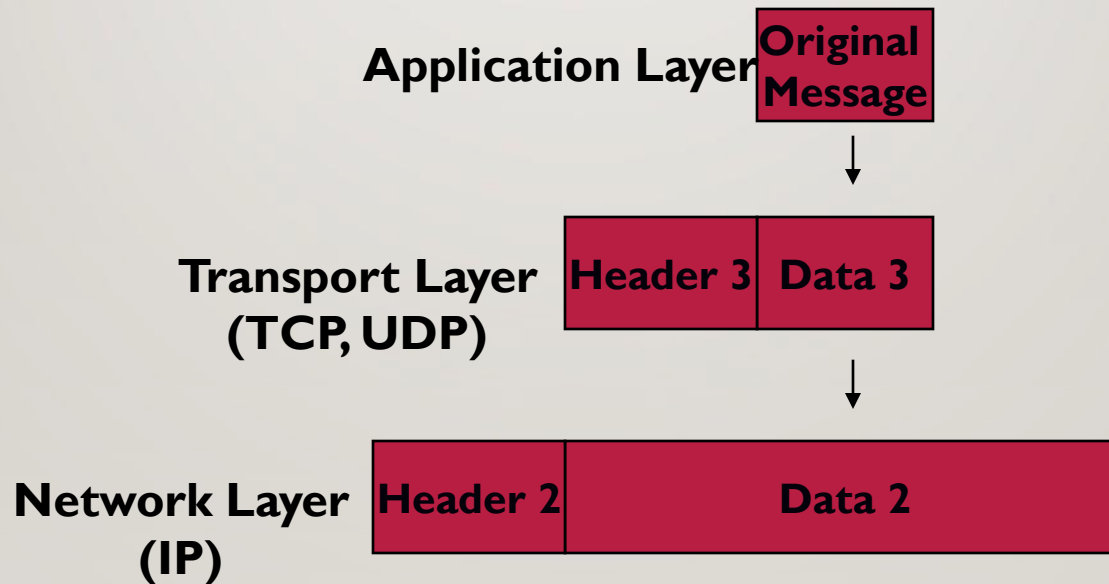 Application Layer
Original
Message
Transport Layer
(TCP, UDP)
Header 3
Data 3
Network Layer
(IP)
Header 2
Data 2